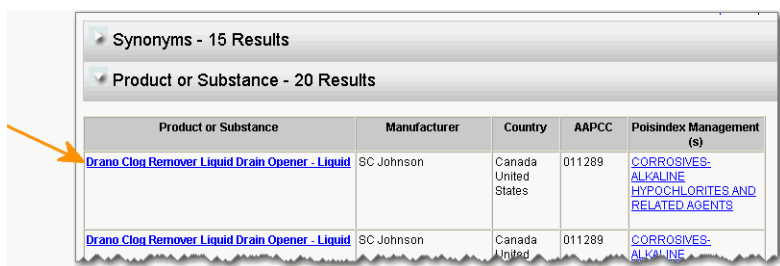 Synonyms - 15 Results
Product or Substance - 20 Results
Product or Substance Manufacturer Country AAPCC Poisindex Management
(s)
Drano Clog Remover Liquid Drain Opener - Liquid SC Johnson Canada 011289 CORROSIVES-
United ALKALINE
States HYPOCHLORITES AND
RELATED AGENTS
Drano Clog Remover Liquid Drain Opener - Liquid SC Johnson Canada 011289 CORROSIVES-
United ALKALINE